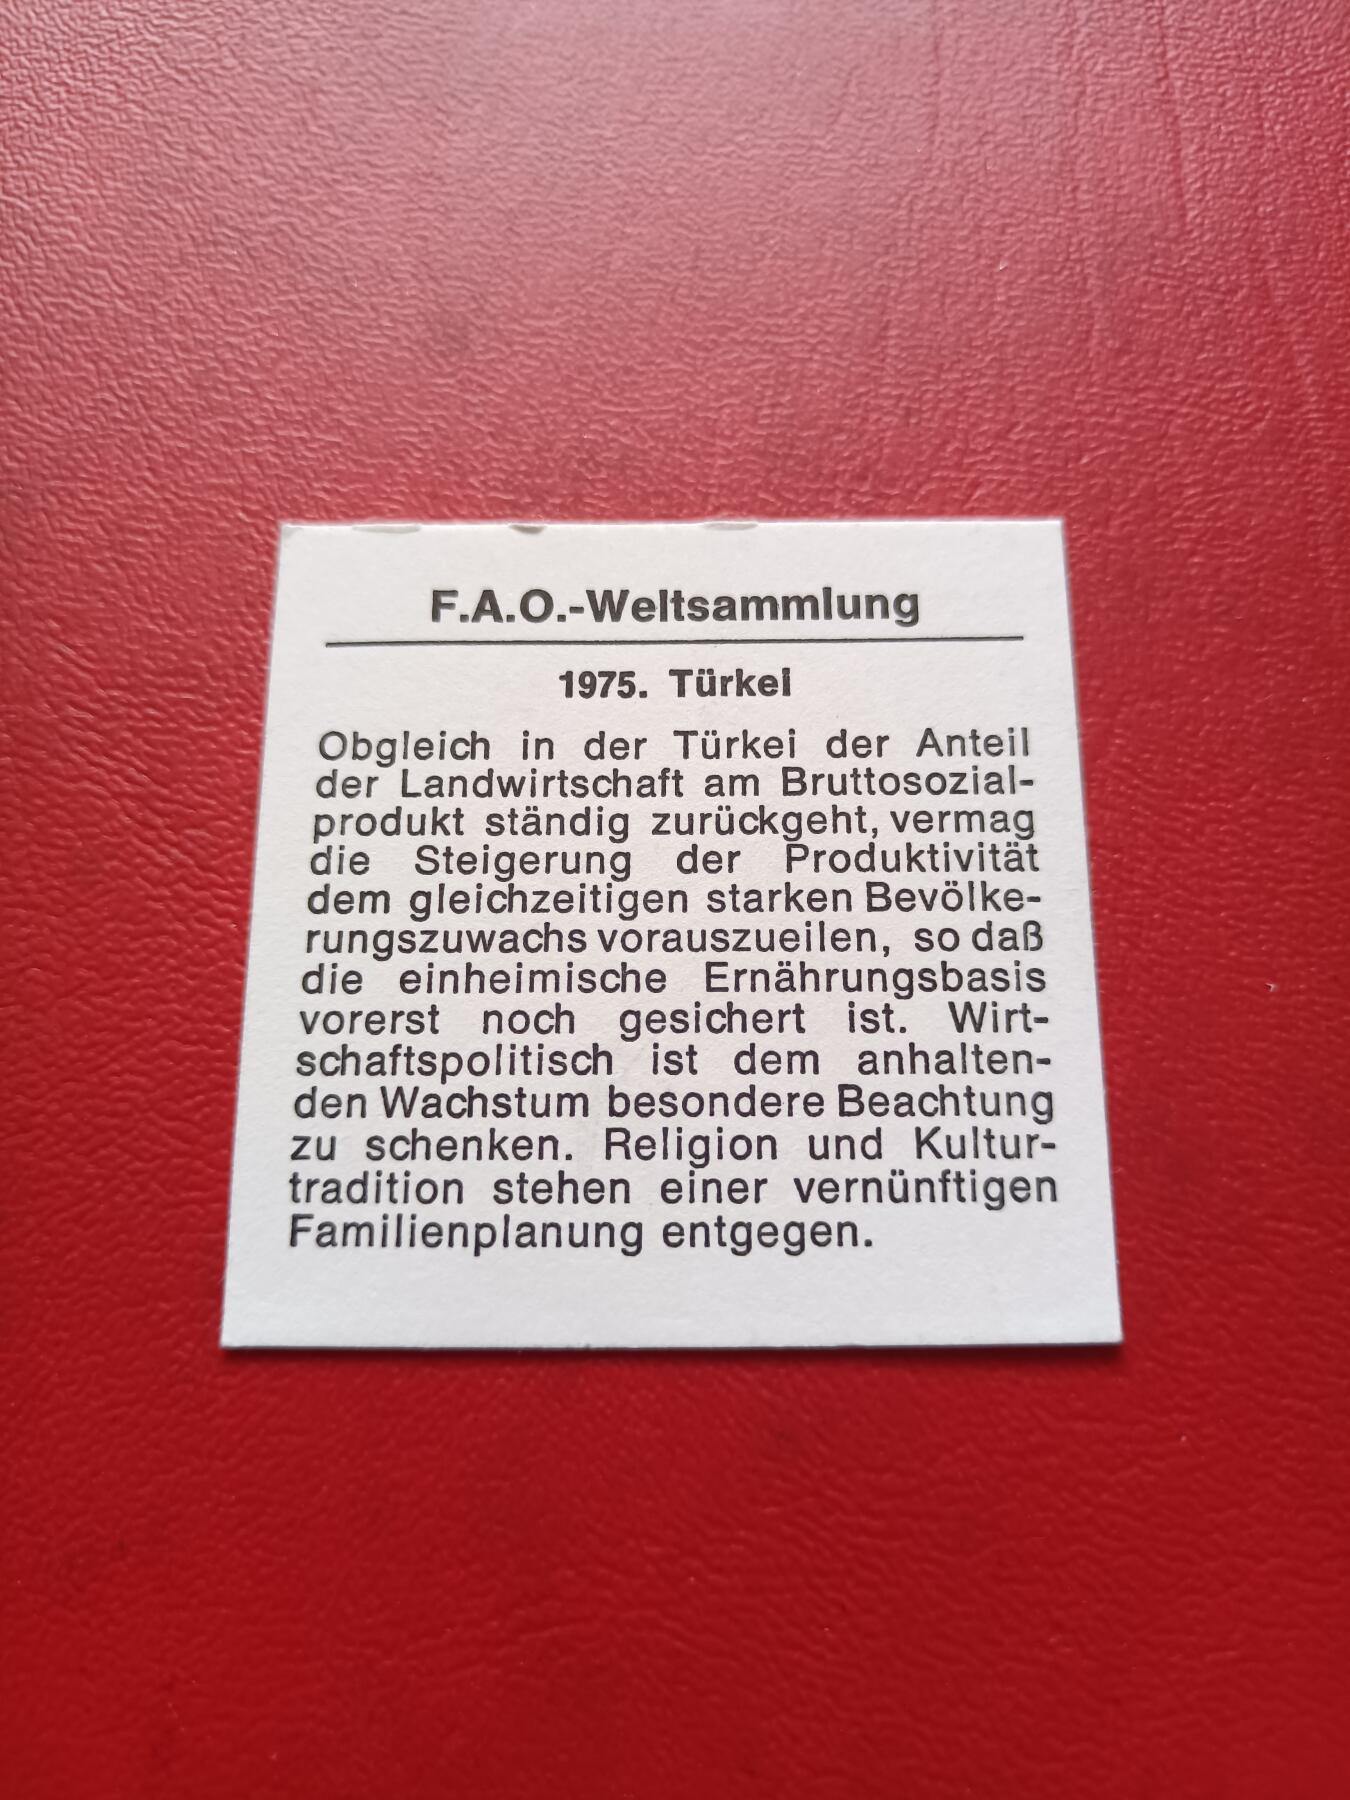 F.A.O.-Weltsammlung
1975. Türkei
Obgleich in der Türkei der Anteil
der Landwirtschaft am Bruttosozial-
produkt ständig zurückgeht, vermag
die Steigerung der Produktivität
dem gleichzeitigen starken Bevölke-
rungszuwachs vorauszueilen, so daß
die einheimische Ernährungsbasis
vorerst noch gesichert ist. Wirt-
schaftspolitisch ist dem anhalten-
den Wachstum besondere Beachtung
zu schenken. Religion und Kultur-
tradition stehen einer vernünftigen
Familienplanung entgegen.